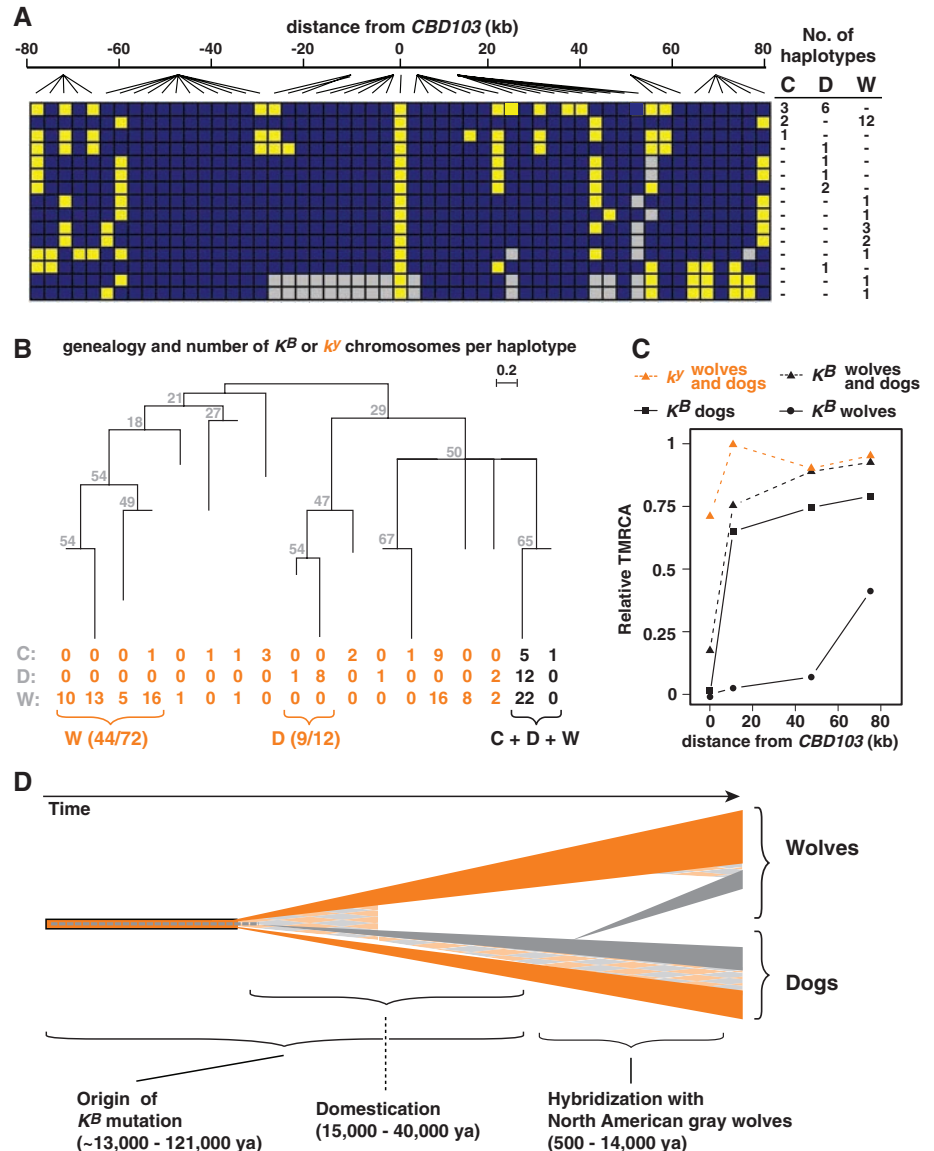 A
distance from CBD103 (kb)
-80 -60 -40 -20 0 20 40 60 80
No. of
haplotypes
C D W
3 6 -
2 - 12
1 - -
- 1 -
- 1 -
- 1 -
- 2 -
- - 1
- - 1
- - 3
- - 2
- - 1
- 1 -
- - 1
- - 1
B
genealogy and number of K^B or k^y chromosomes per haplotype
0.2
21
27
18
29
54
50
49
47
54
67
65
54
C: 0 0 0 1 0 1 1 3 0 0 2 0 1 9 0 0 5 1
D: 0 0 0 0 0 0 0 0 1 8 0 1 0 0 0 2 12 0
W: 10 13 5 16 1 0 1 0 0 0 0 0 0 16 8 2 22 0
W (44/72)
D (9/12)
C + D + W
C
k^y wolves and dogs
K^B wolves and dogs
K^B dogs
K^B wolves
Relative TMRCA
1
0.75
0.5
0.25
0
0 20 40 60 80
distance from CBD103 (kb)
D
Time
Wolves
Dogs
Origin of
K^B mutation
(~13,000 - 121,000 ya)
Domestication
(15,000 - 40,000 ya)
Hybridization with
North American gray wolves
(500 - 14,000 ya)